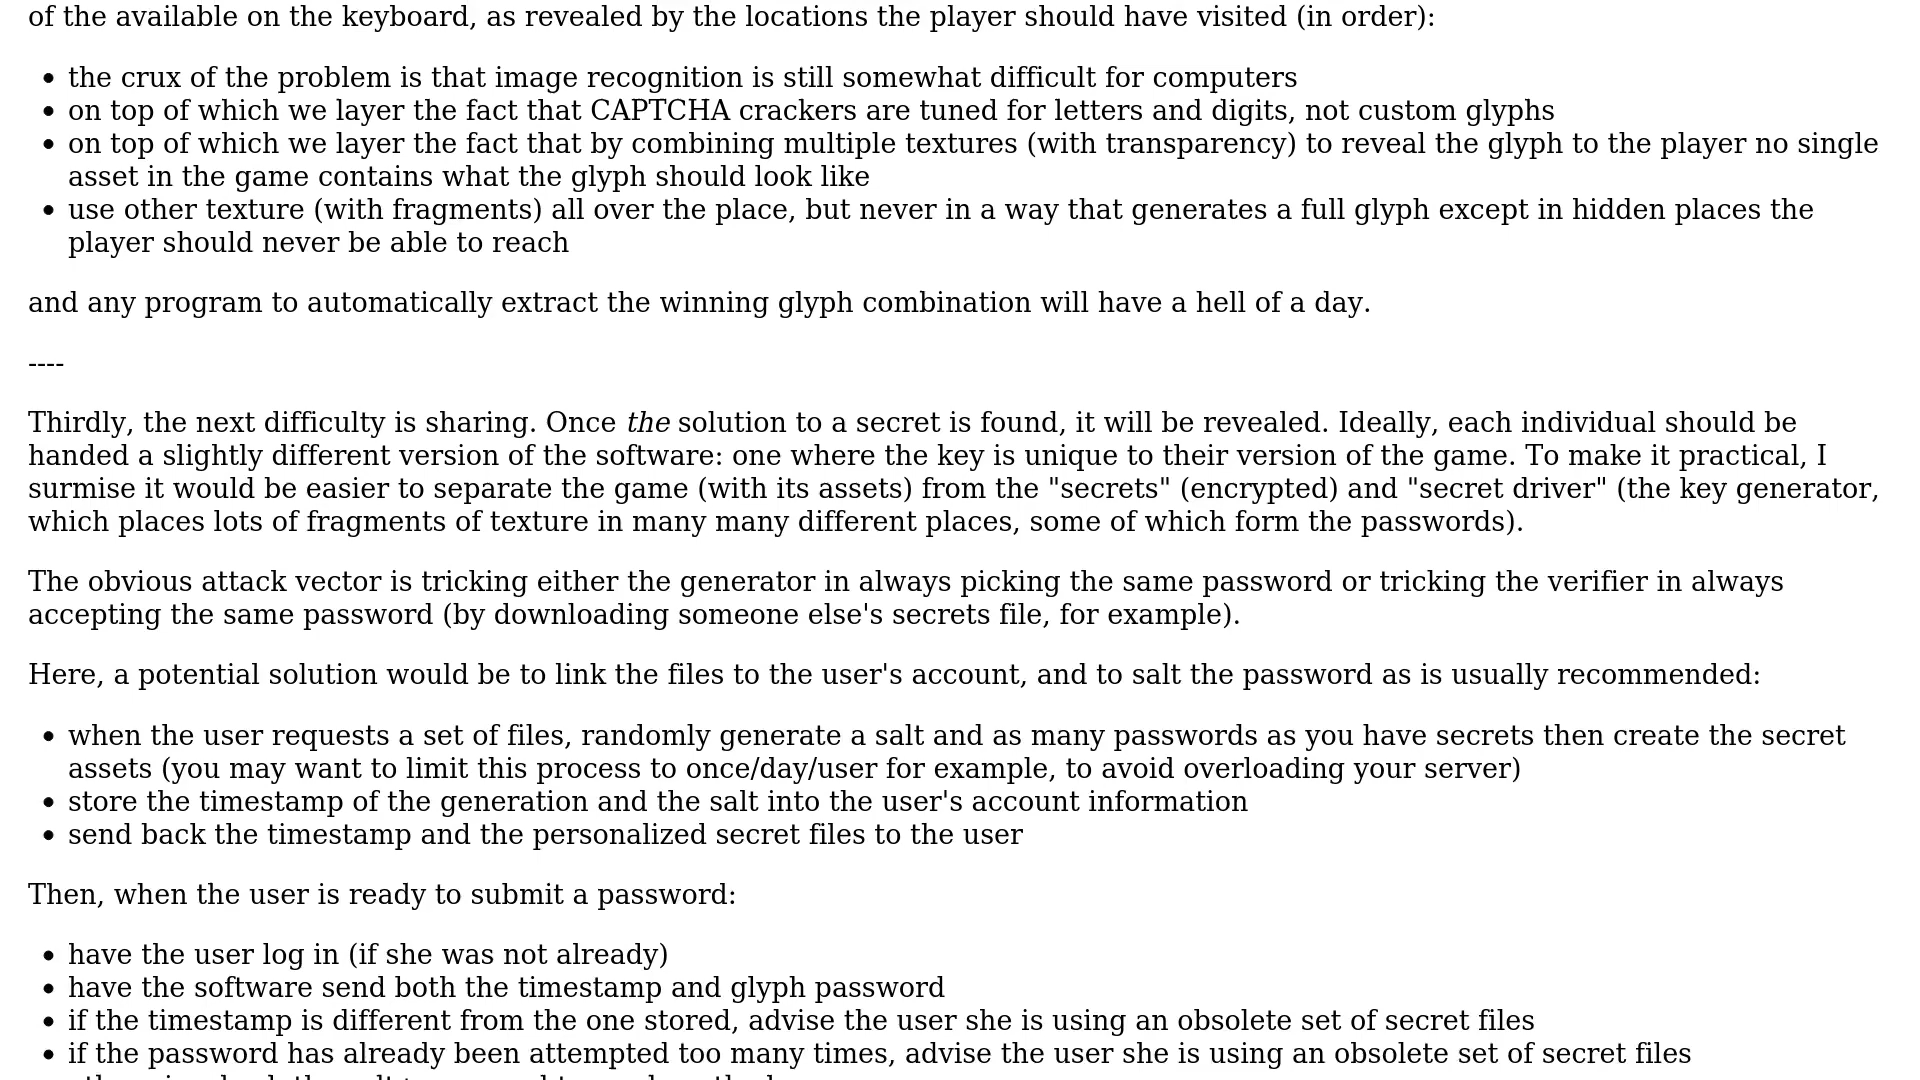 of the available on the keyboard, as revealed by the locations the player should have visited (in order):
• the crux of the problem is that image recognition is still somewhat difficult for computers
• on top of which we layer the fact that CAPTCHA crackers are tuned for letters and digits, not custom glyphs
• on top of which we layer the fact that by combining multiple textures (with transparency) to reveal the glyph to the player no single
asset in the game contains what the glyph should look like
• use other texture (with fragments) all over the place, but never in a way that generates a full glyph except in hidden places the
player should never be able to reach
and any program to automatically extract the winning glyph combination will have a hell of a day.
----
Thirdly, the next difficulty is sharing. Once the solution to a secret is found, it will be revealed. Ideally, each individual should be
handed a slightly different version of the software: one where the key is unique to their version of the game. To make it practical, I
surmise it would be easier to separate the game (with its assets) from the "secrets" (encrypted) and "secret driver" (the key generator,
which places lots of fragments of texture in many many different places, some of which form the passwords).
The obvious attack vector is tricking either the generator in always picking the same password or tricking the verifier in always
accepting the same password (by downloading someone else's secrets file, for example).
Here, a potential solution would be to link the files to the user's account, and to salt the password as is usually recommended:
• when the user requests a set of files, randomly generate a salt and as many passwords as you have secrets then create the secret
assets (you may want to limit this process to once/day/user for example, to avoid overloading your server)
• store the timestamp of the generation and the salt into the user's account information
• send back the timestamp and the personalized secret files to the user
Then, when the user is ready to submit a password:
• have the user log in (if she was not already)
• have the software send both the timestamp and glyph password
• if the timestamp is different from the one stored, advise the user she is using an obsolete set of secret files
• if the password has already been attempted too many times, advise the user she is using an obsolete set of secret files